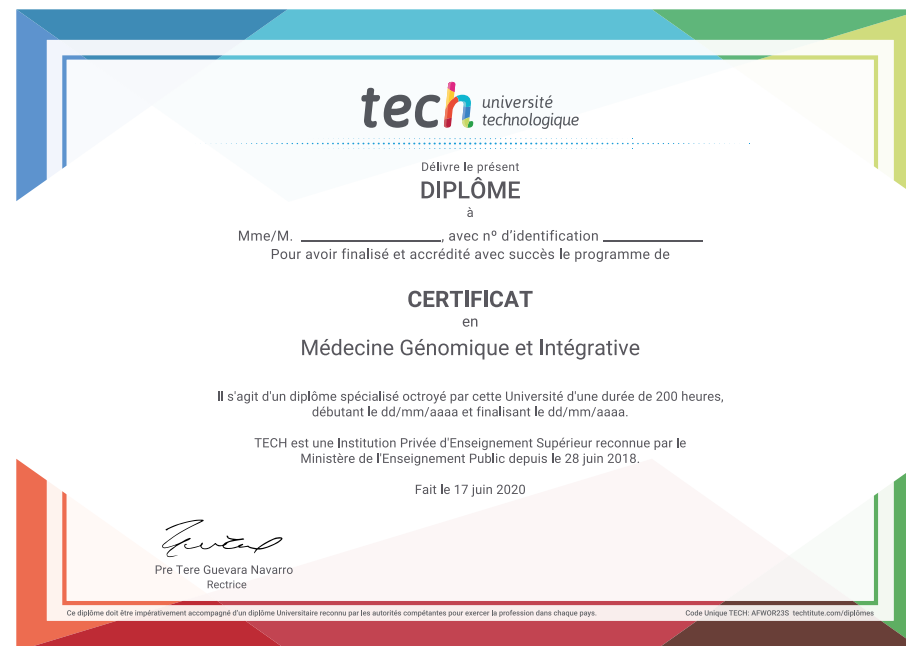 tech université
technologique
Délivre le présent
DIPLÔME
à
Mme/M. ____________________, avec nº d'identification ______________
Pour avoir finalisé et accrédité avec succès le programme de
CERTIFICAT
en
Médecine Génomique et Intégrative
Il s'agit d'un diplôme spécialisé octroyé par cette Université d'une durée de 200 heures,
débutant le dd/mm/aaaa et finalisant le dd/mm/aaaa.
TECH est une Institution Privée d'Enseignement Supérieur reconnue par le
Ministère de l'Enseignement Public depuis le 28 juin 2018.
Fait le 17 juin 2020
Pre Tere Guevara Navarro
Rectrice
Ce diplôme doit être impérativement accompagné d'un diplôme Universitaire reconnu par les autorités compétantes pour exercer la profession dans chaque pays.
Code Unique TECH: AFWOR23S techtitute.com/diplômes